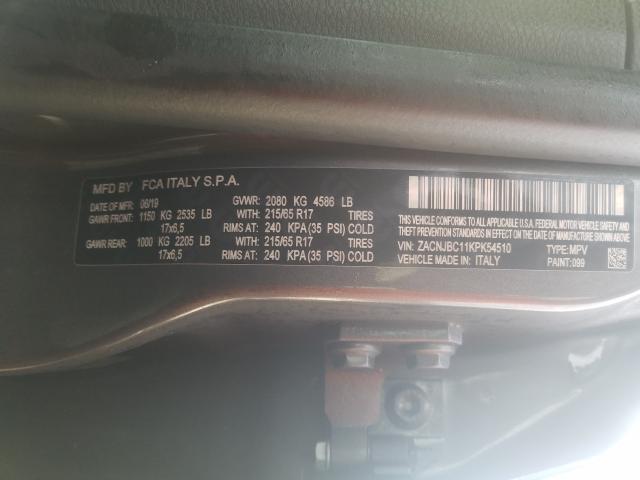 MFD BY FCA ITALY S.P.A.
DATE OF MFR: 06/19 GVWR: 2080 KG 4586 LB
GAWR FRONT: 1150 KG 2535 LB WITH: 215/65 R17 TIRES
17x6,5 RIMS AT: 240 KPA (35 PSI) COLD
GAWR REAR: 1000 KG 2205 LB WITH: 215/65 R17 TIRES
17x6,5 RIMS AT: 240 KPA (35 PSI) COLD
THIS VEHICLE CONFORMS TO ALL APPLICABLE
U.S.A. FEDERAL MOTOR VEHICLE SAFETY, BUMPER AND
THEFT PREVENTION STANDARDS IN EFFECT ON THE
DATE OF MANUFACTURE SHOWN ABOVE.
VIN: ZACNJBC11KPK54510 TYPE: MPV
VEHICLE MADE IN: ITALY PAINT: 099